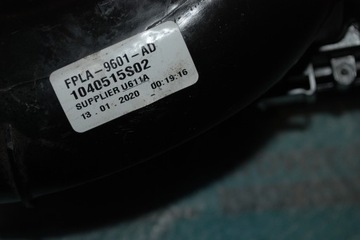 FPLA-9601-AD
1040515S02
SUPPLIER U611A
13 . 01 . 2020 00:19:16